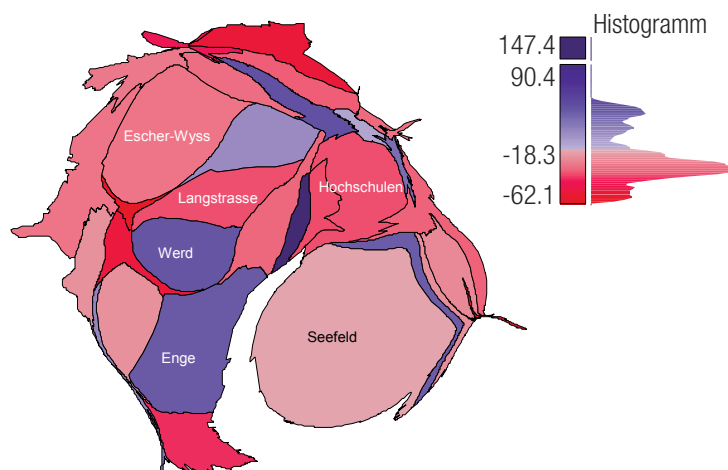 Histogramm
147.4
90.4
-18.3
-62.1
Escher-Wyss
Hochschulen
Langstrasse
Werd
Seefeld
Enge